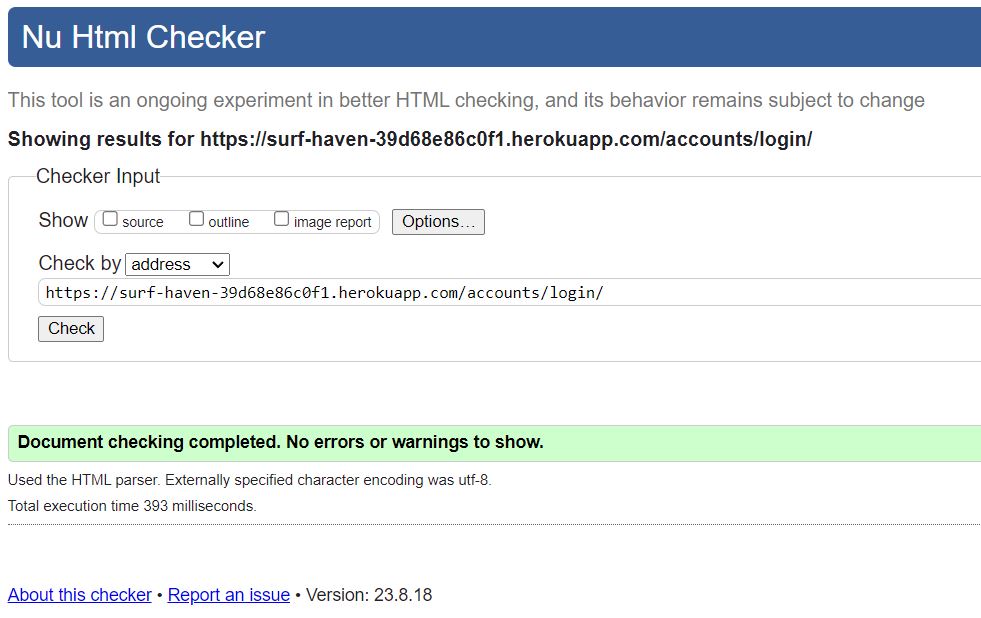 Nu Html Checker
This tool is an ongoing experiment in better HTML checking, and its behavior remains subject to change
Showing results for https://surf-haven-39d68e86c0f1.herokuapp.com/accounts/login/
Checker Input
Show source outline image report Options…
Check by address
https://surf-haven-39d68e86c0f1.herokuapp.com/accounts/login/
Check
Document checking completed. No errors or warnings to show.
Used the HTML parser. Externally specified character encoding was utf-8.
Total execution time 393 milliseconds.
About this checker • Report an issue • Version: 23.8.18